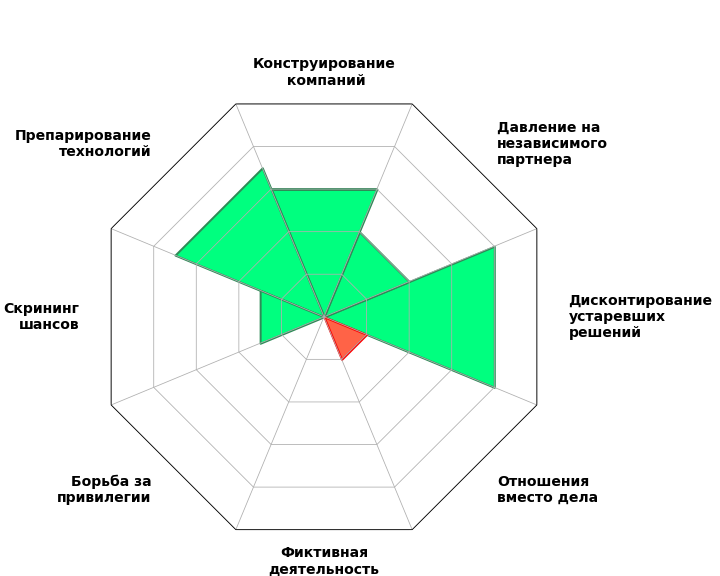 Конструирование
компаний
Давление на
независимого
партнера
Препарирование
технологий
Дисконтирование
устаревших
решений
Скрининг
шансов
Отношения
вместо дела
Борьба за
привилегии
Фиктивная
деятельность